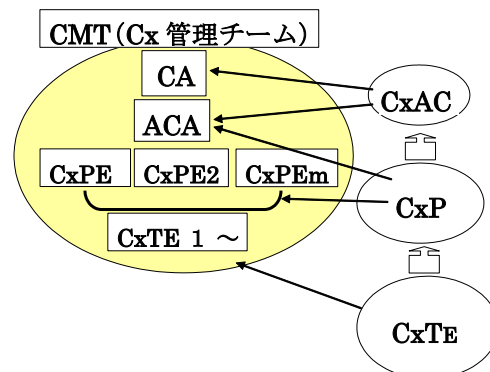 CMT（Cx 管理チーム）
CA
CxAC
ACA
CxPE
CxPE2
CxPEm
CxP
CxTE 1 ～
CxTE